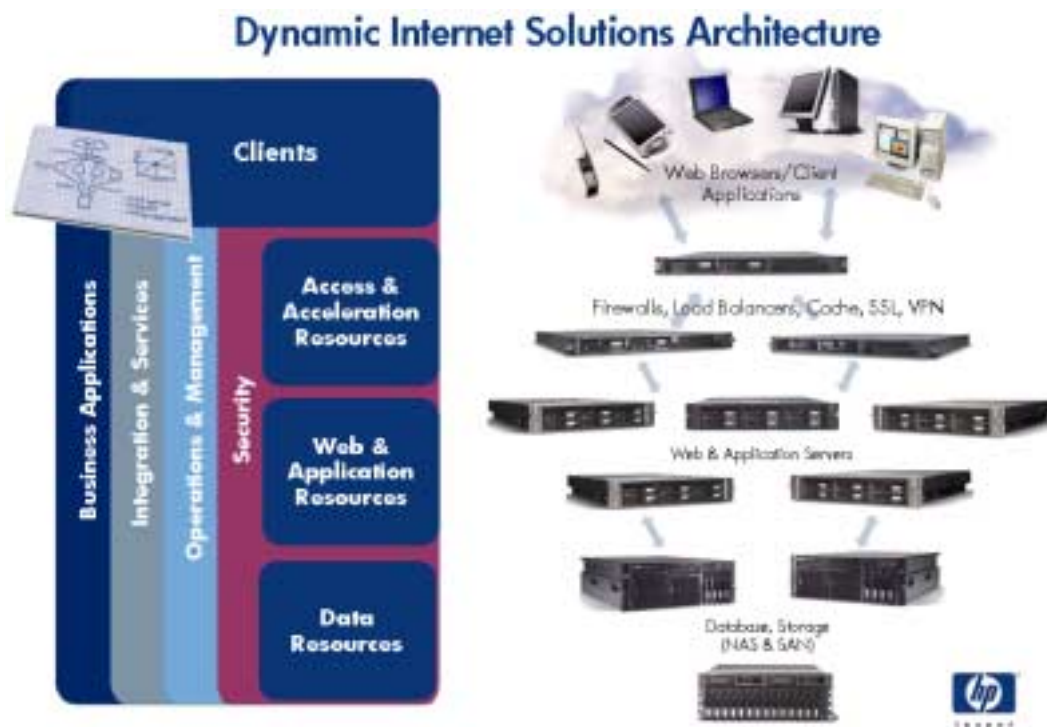 Dynamic Internet Solutions Architecture
Clients
Business Applications
Integration & Services
Operations & Management
Security
Access &
Acceleration
Resources
Web &
Application
Resources
Data
Resources
Web Browsers/Client
Applications
Firewalls, Load Balancers, Cache, SSL, VPN
Web & Application Servers
Database, Storage
(NAS & SAN)
hp
invent